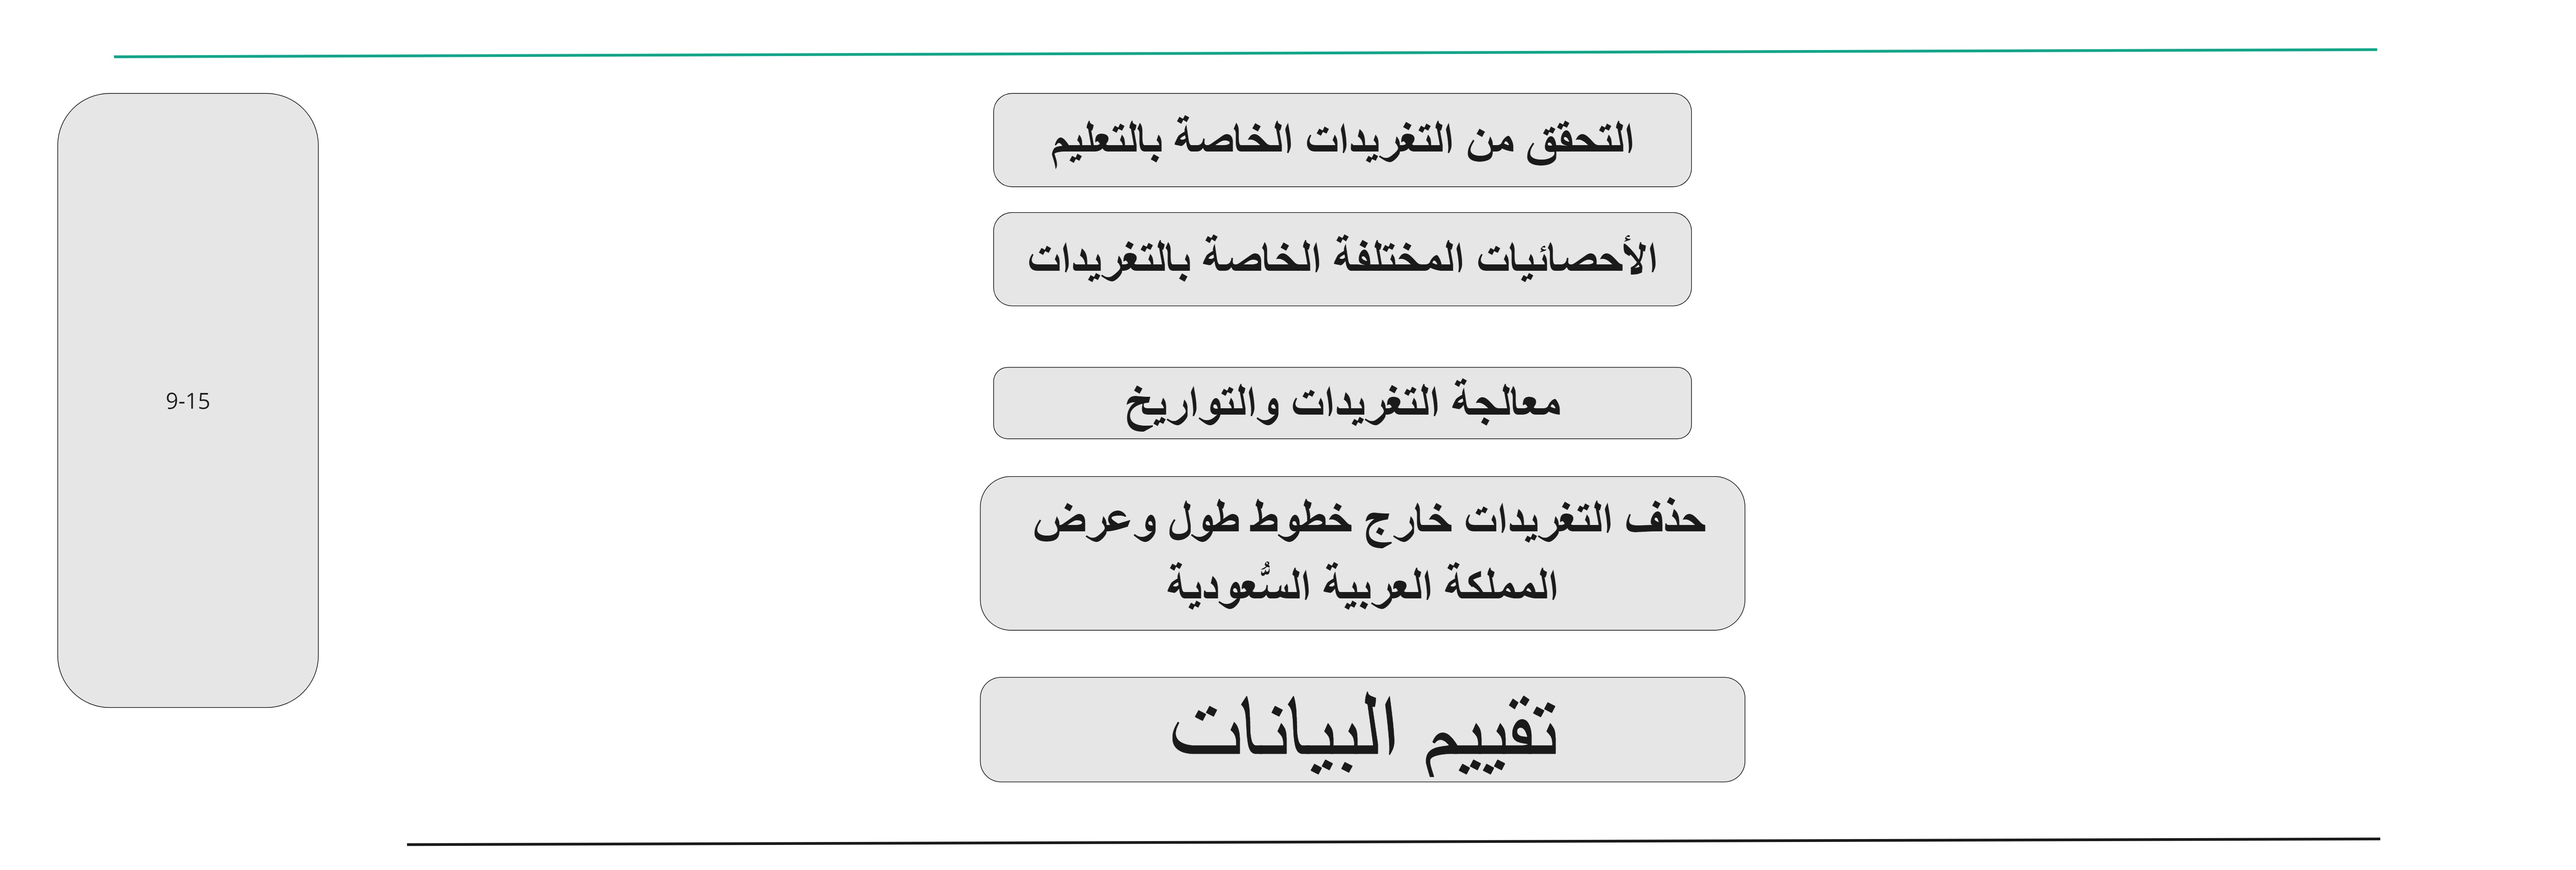 التحقق من التغريدات الخاصة بالتعليم
الأحصائيات المختلفة الخاصة بالتغريدات
9-15
معالجة التغريدات والتواريخ
حذف التغريدات خارج خطوط طول وعرض
المملكة العربية السُّعودية
تقييم البيانات